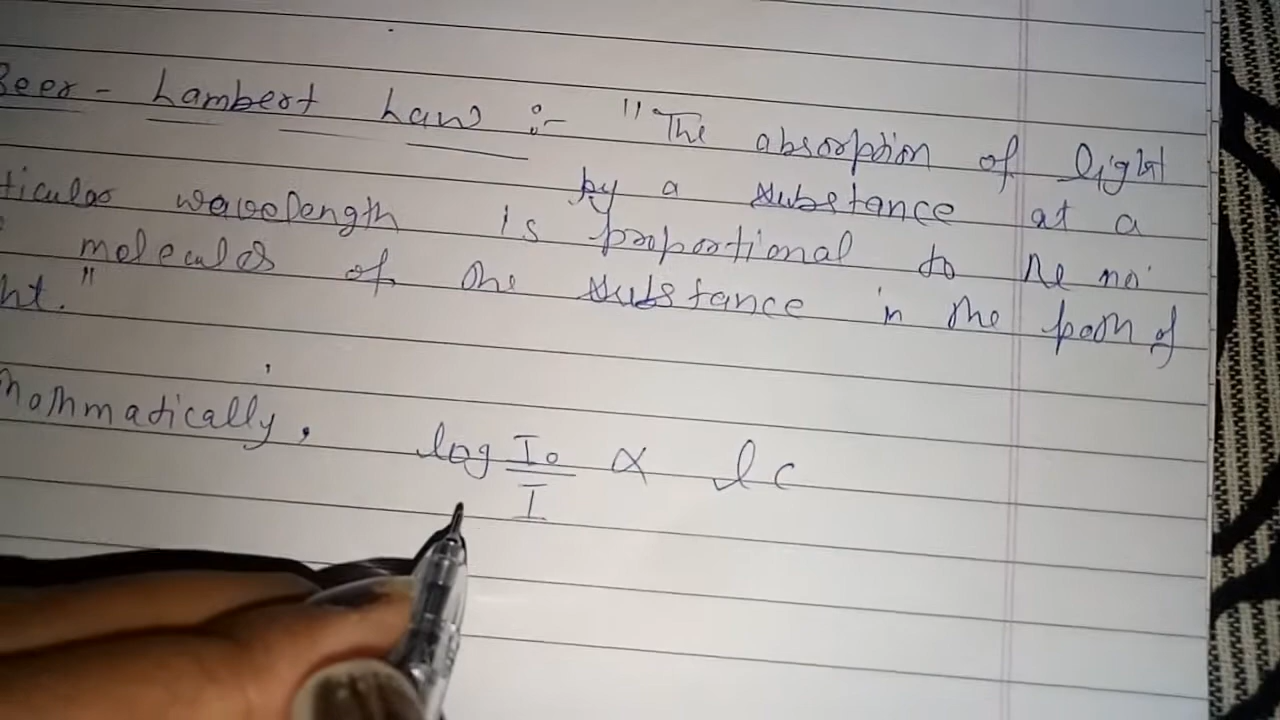 Beer - Lambert Law :- "The absorption of light
by a substance at a
ticular wavelength is proportional to the no.
molecules of the substance in the path of
ht."
Mathmatically, log I₀/I ∝ lc